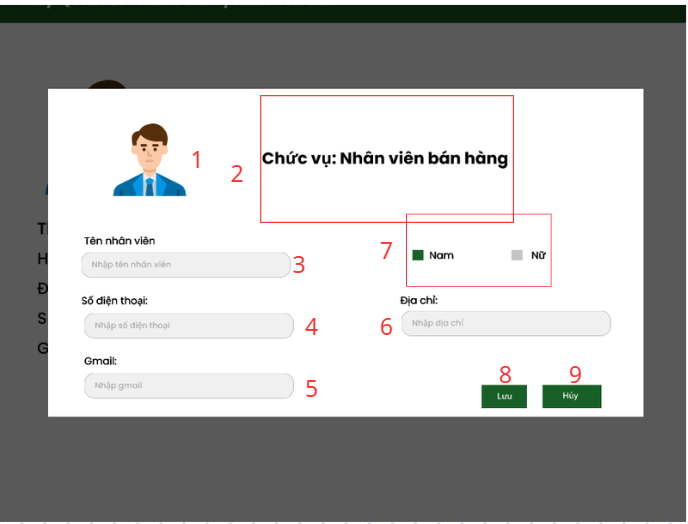 1
2
Chức vụ: Nhân viên bán hàng
Tên nhân viên
Nhập tên nhân viên
3
7
Nam
Nữ
Số điện thoại:
Nhập số điện thoại
4
Địa chỉ:
6
Nhập địa chỉ
Gmail:
Nhập gmail
5
8
9
Lưu
Hủy